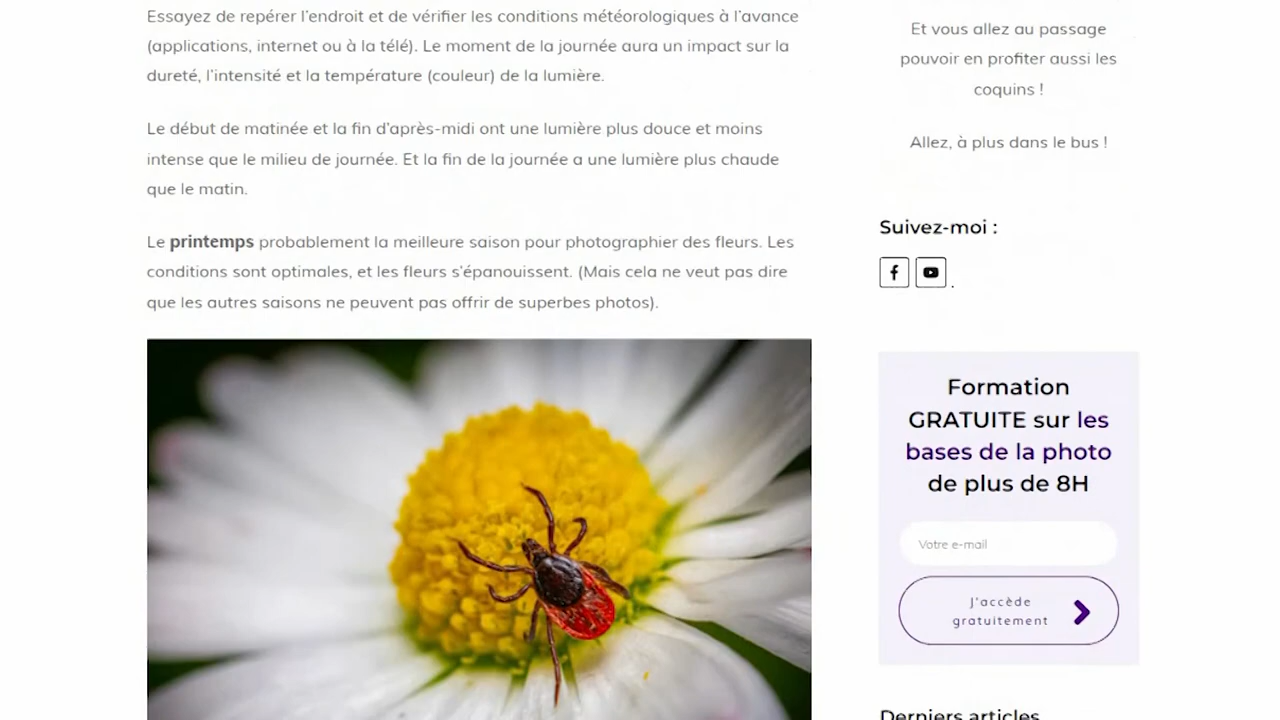 Essayez de repérer l’endroit et de vérifier les conditions météorologiques à l’avance
(applications, internet ou à la télé). Le moment de la journée aura un impact sur la
dureté, l’intensité et la température (couleur) de la lumière.
Le début de matinée et la fin d’après-midi ont une lumière plus douce et moins
intense que le milieu de journée. Et la fin de la journée a une lumière plus chaude
que le matin.
Le printemps probablement la meilleure saison pour photographier des fleurs. Les
conditions sont optimales, et les fleurs s’épanouissent. (Mais cela ne veut pas dire
que les autres saisons ne peuvent pas offrir de superbes photos).
Et vous allez au passage
pouvoir en profiter aussi les
coquins !
Allez, à plus dans le bus !
Suivez-moi :
.
Formation
GRATUITE sur les
bases de la photo
de plus de 8H
Votre e-mail
J'accède
gratuitement
Derniers articles